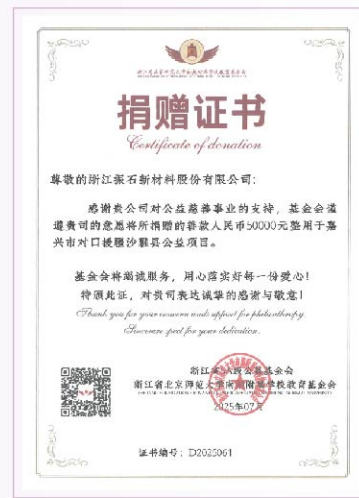 捐赠证书
Certificate of donation
尊敬的浙江振石新材料股份有限公司：
感谢贵公司对公益慈善事业的支持，基金会谨
遵贵司的意愿将所捐赠的善款人民币50000元整用于嘉
兴市对口援疆沙雅县公益项目。
基金会将竭诚服务，用心落实好每一份爱心！
特颁此证，对贵司表达诚挚的感谢与敬意！
Thank you for your concern and support for philanthropy.
Sincere respect for your dedication.
2025年07月
证书编号：D2025061